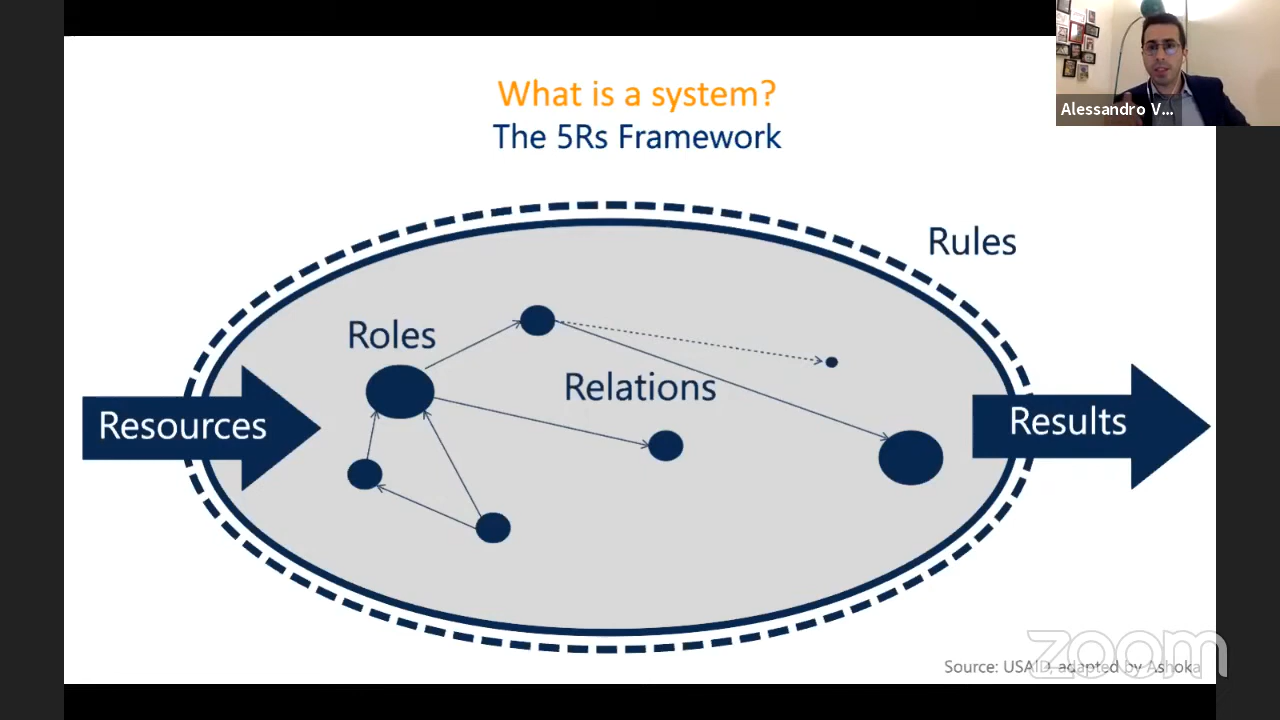 What is a system?
The 5Rs Framework
Alessandro V...
Rules
Roles
Relations
Resources
Results
zoom
Source: USAID, adapted by Ashoka